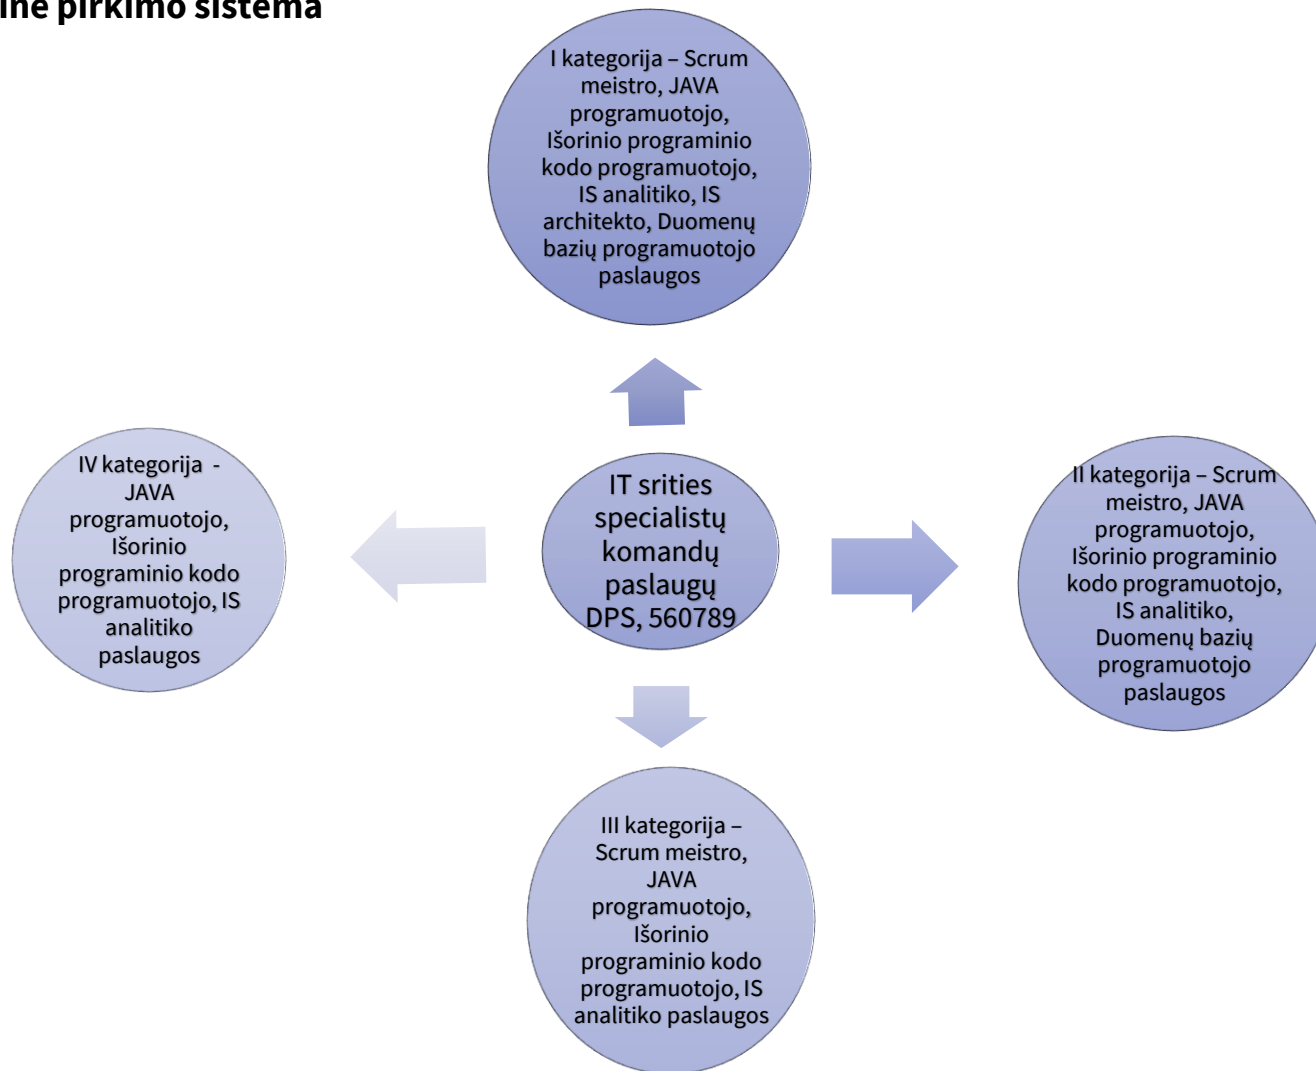 inė pirkimo sistema
I kategorija – Scrum
meistro, JAVA
programuotojo,
Išorinio programinio
kodo programuotojo,
IS analitiko, IS
architekto, Duomenų
bazių programuotojo
paslaugos
IV kategorija -
JAVA
programuotojo,
Išorinio
programinio kodo
programuotojo, IS
analitiko
paslaugos
IT srities
specialistų
komandų
paslaugų
DPS, 560789
II kategorija – Scrum
meistro, JAVA
programuotojo,
Išorinio programinio
kodo programuotojo,
IS analitiko,
Duomenų bazių
programuotojo
paslaugos
III kategorija –
Scrum meistro,
JAVA
programuotojo,
Išorinio
programinio kodo
programuotojo, IS
analitiko paslaugos